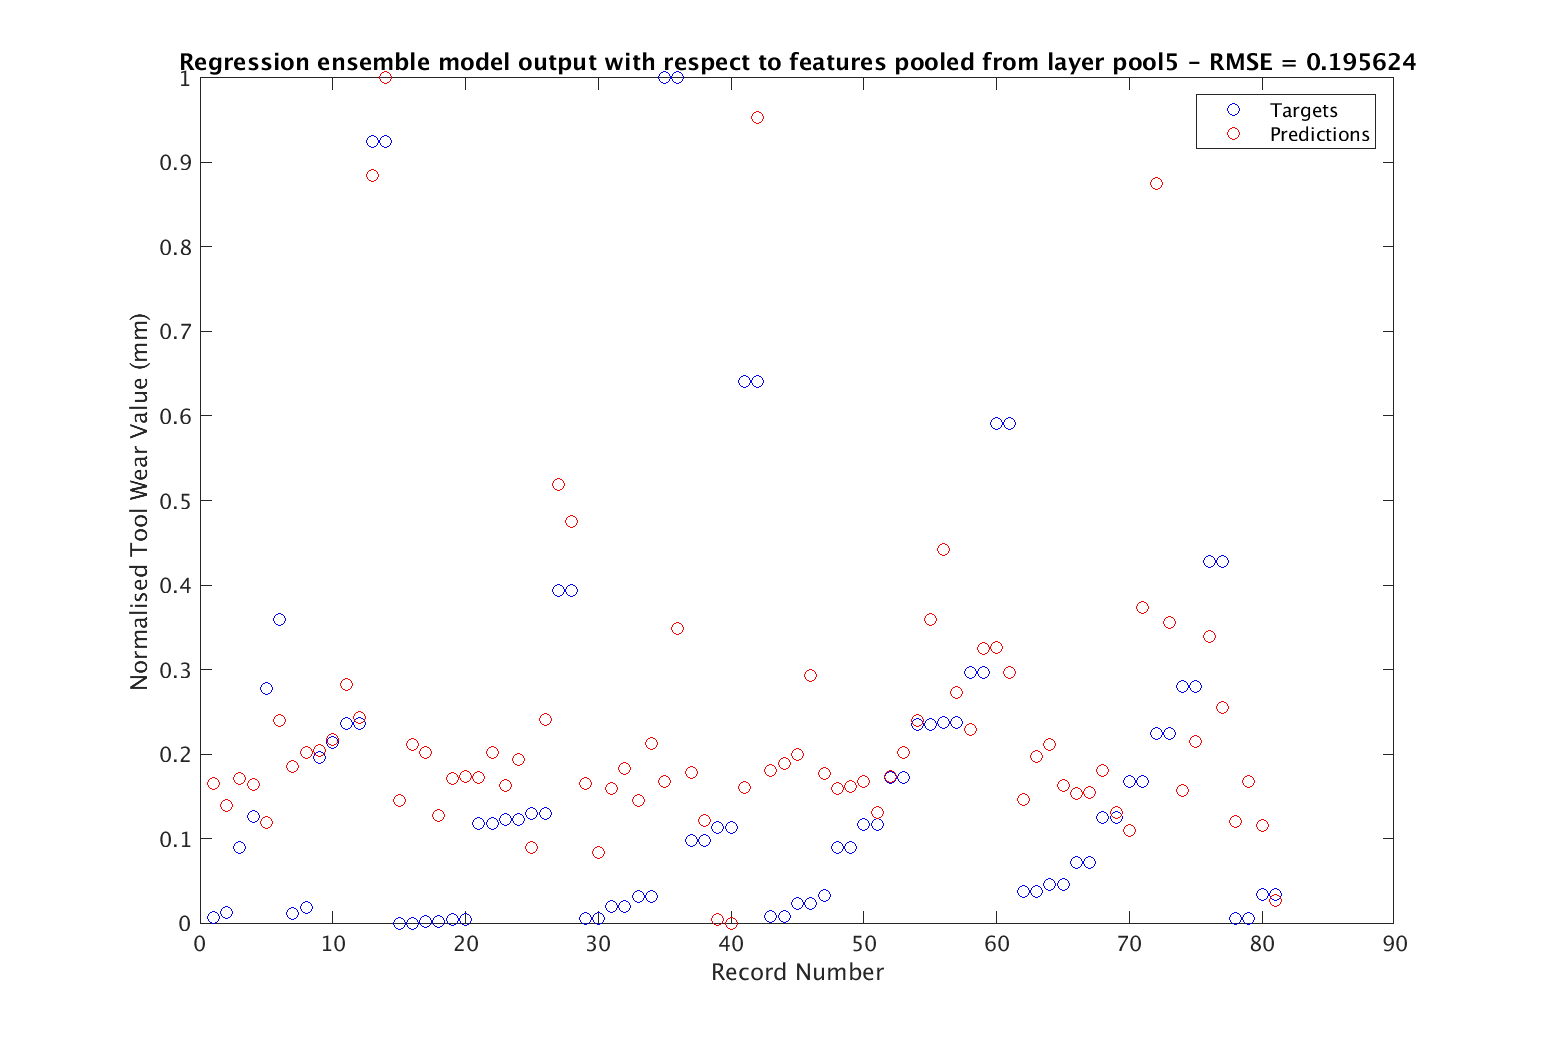 Regression ensemble model output with respect to features pooled from layer pool5 - RMSE = 0.195624
Targets
Predictions
1
0.9
0.8
0.7
0.6
0.5
0.4
0.3
0.2
0.1
0
Normalised Tool Wear Value (mm)
0 10 20 30 40 50 60 70 80 90
Record Number